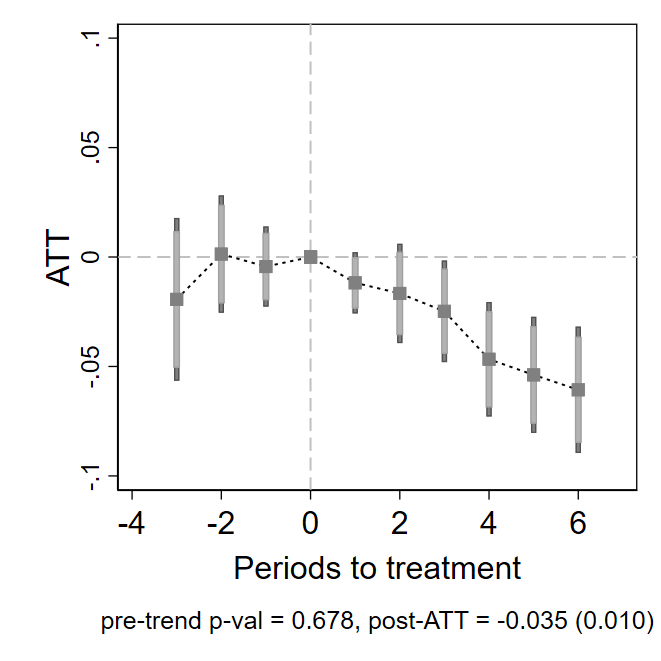 .1
.05
0
-.05
-.1
ATT
-4 -2 0 2 4 6
Periods to treatment
pre-trend p-val = 0.678, post-ATT = -0.035 (0.010)